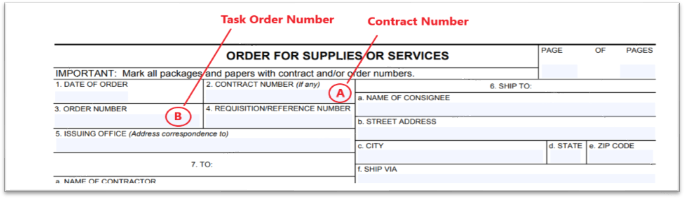 Task Order Number
Contract Number
ORDER FOR SUPPLIES OR SERVICES
PAGE OF PAGES
IMPORTANT: Mark all packages and papers with contract and/or order numbers.
1. DATE OF ORDER
2. CONTRACT NUMBER (If any)
A
6. SHIP TO:
a. NAME OF CONSIGNEE
3. ORDER NUMBER
B
4. REQUISITION/REFERENCE NUMBER
b. STREET ADDRESS
5. ISSUING OFFICE (Address correspondence to)
c. CITY
d. STATE
e. ZIP CODE
7. TO:
f. SHIP VIA
a. NAME OF CONTRACTOR